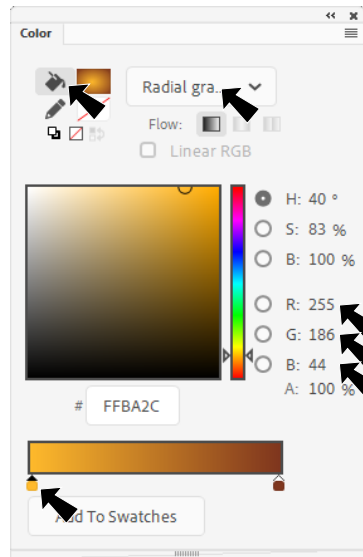 Color
Radial gra...
Flow:
Linear RGB
H: 40 °
S: 83 %
B: 100 %
R: 255
G: 186
B: 44
A: 100 %
# FFBA2C
Add To Swatches